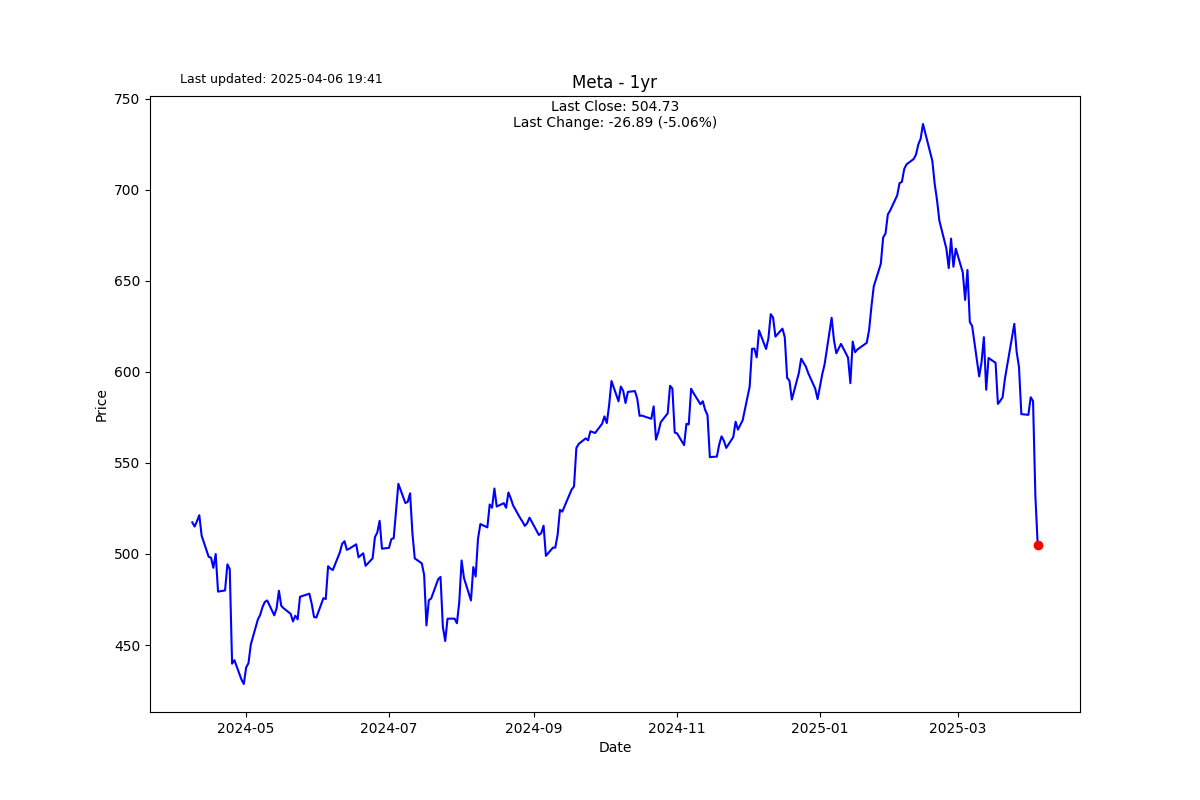 Last updated: 2025-04-06 19:41
Meta - 1yr
Last Close: 504.73
Last Change: -26.89 (-5.06%)
750
700
650
600
550
500
450
Price
2024-05
2024-07
2024-09
2024-11
2025-01
2025-03
Date